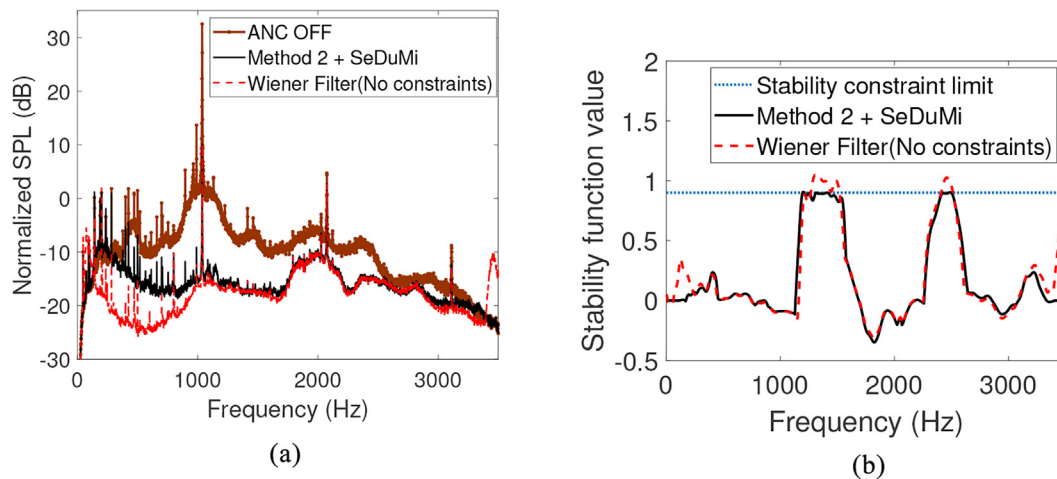 ANC OFF
Method 2 + SeDuMi
Wiener Filter(No constraints)
Normalized SPL (dB)
30
20
10
0
-10
-20
-30
0
1000
2000
3000
Frequency (Hz)
(a)
Stability constraint limit
Method 2 + SeDuMi
Wiener Filter(No constraints)
Stability function value
2
1.5
1
0.5
0
-0.5
0
1000
2000
3000
Frequency (Hz)
(b)